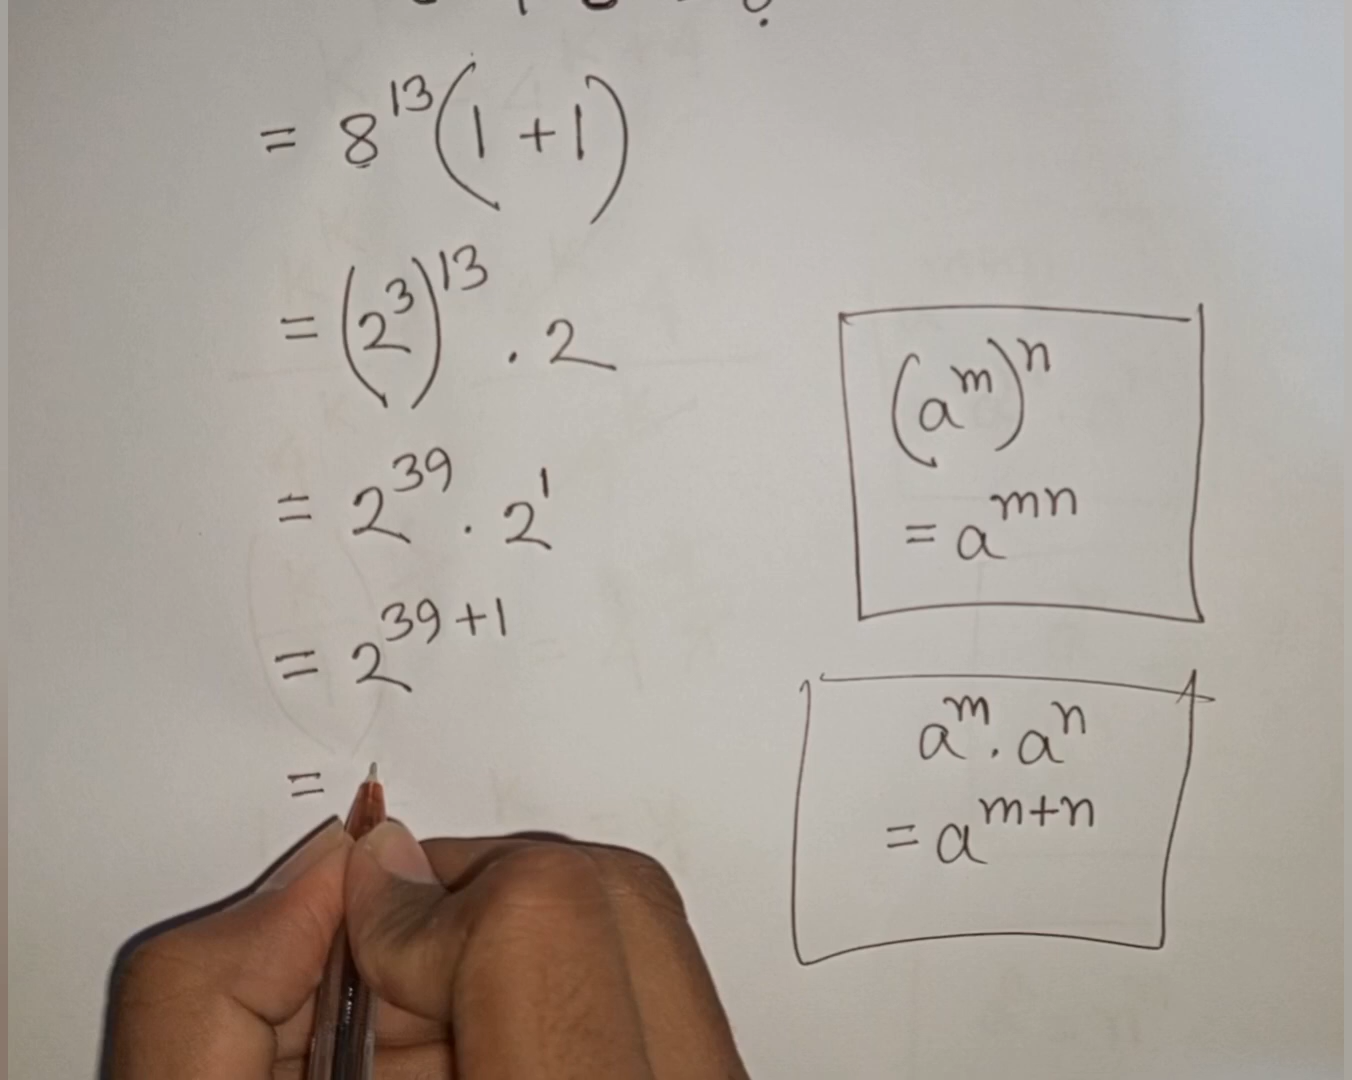 = 8^13 (1 + 1)
= (2^3)^13 . 2
= 2^39 . 2^1
= 2^39+1
=
(a^m)^n
= a^mn
a^m . a^n
= a^m+n